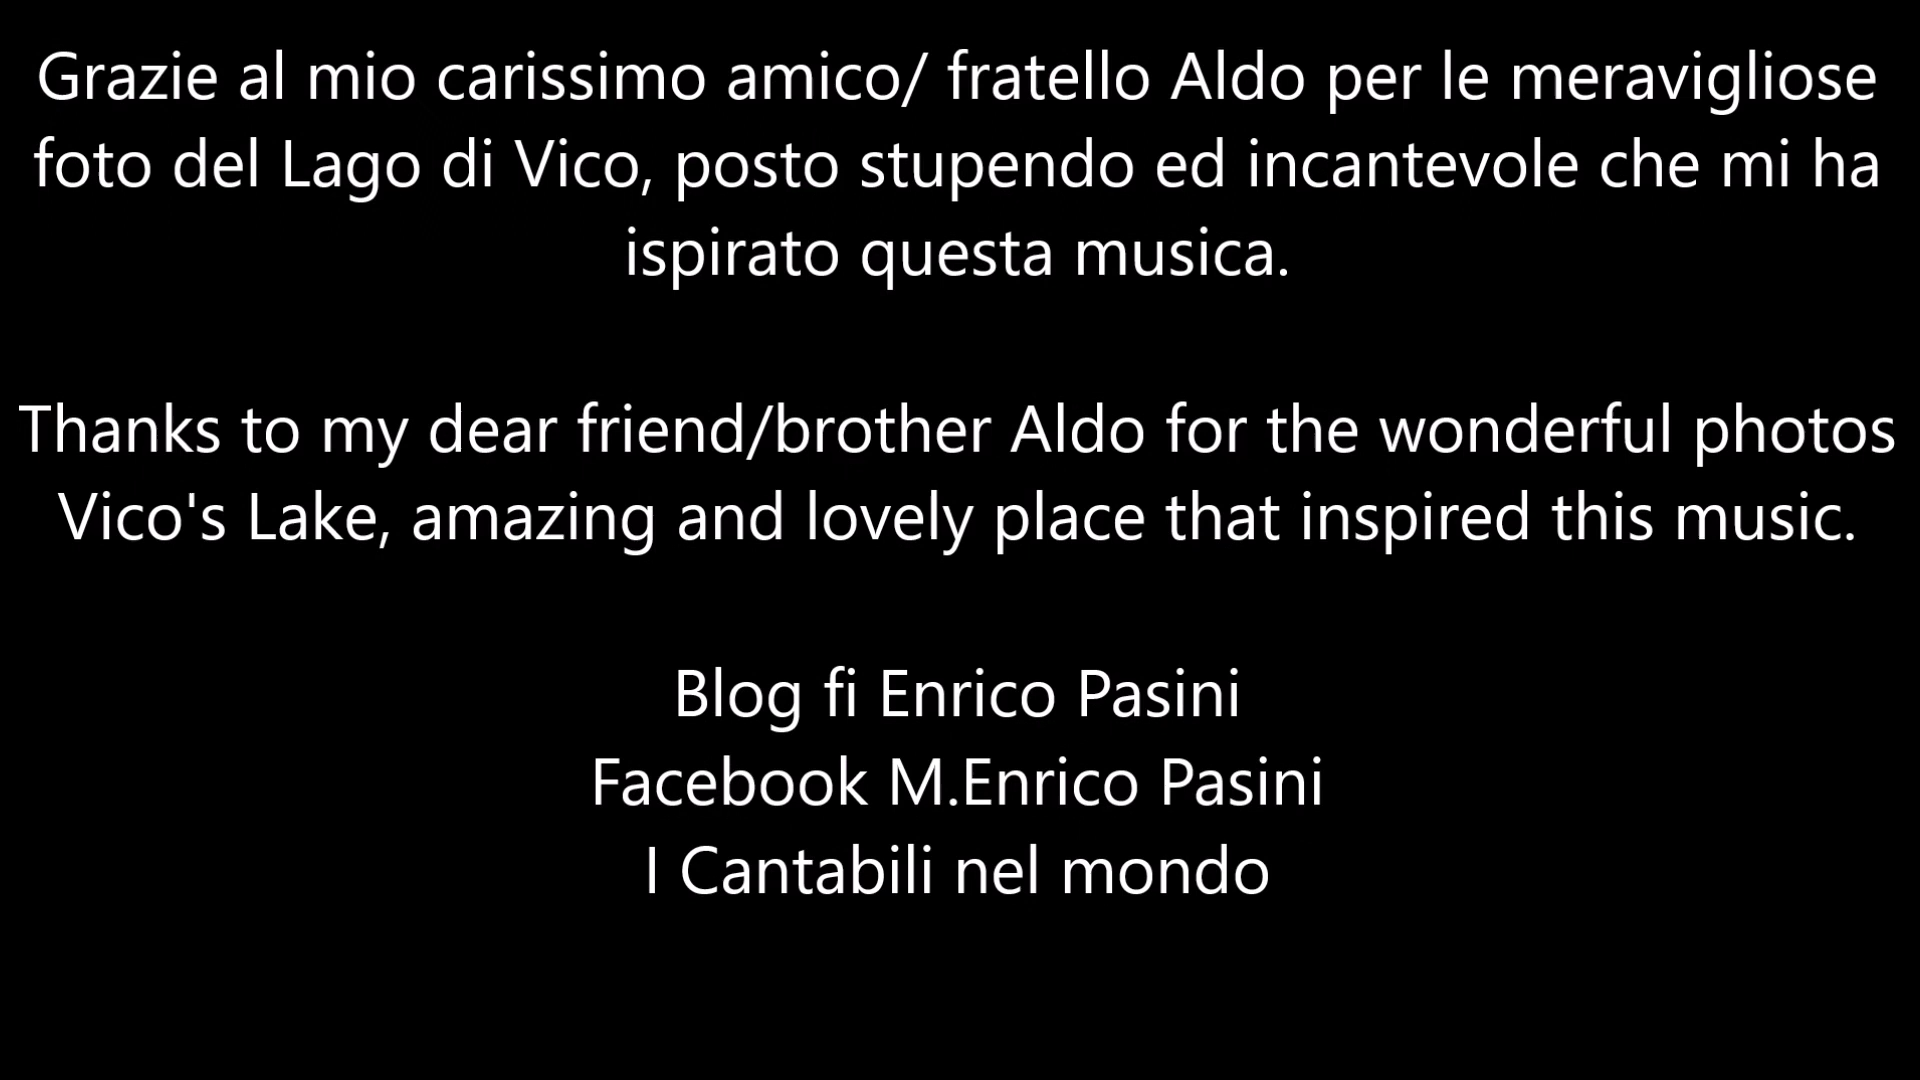 Grazie al mio carissimo amico/ fratello Aldo per le meravigliose
foto del Lago di Vico, posto stupendo ed incantevole che mi ha
ispirato questa musica.
Thanks to my dear friend/brother Aldo for the wonderful photos
Vico's Lake, amazing and lovely place that inspired this music.
Blog fi Enrico Pasini
Facebook M.Enrico Pasini
I Cantabili nel mondo